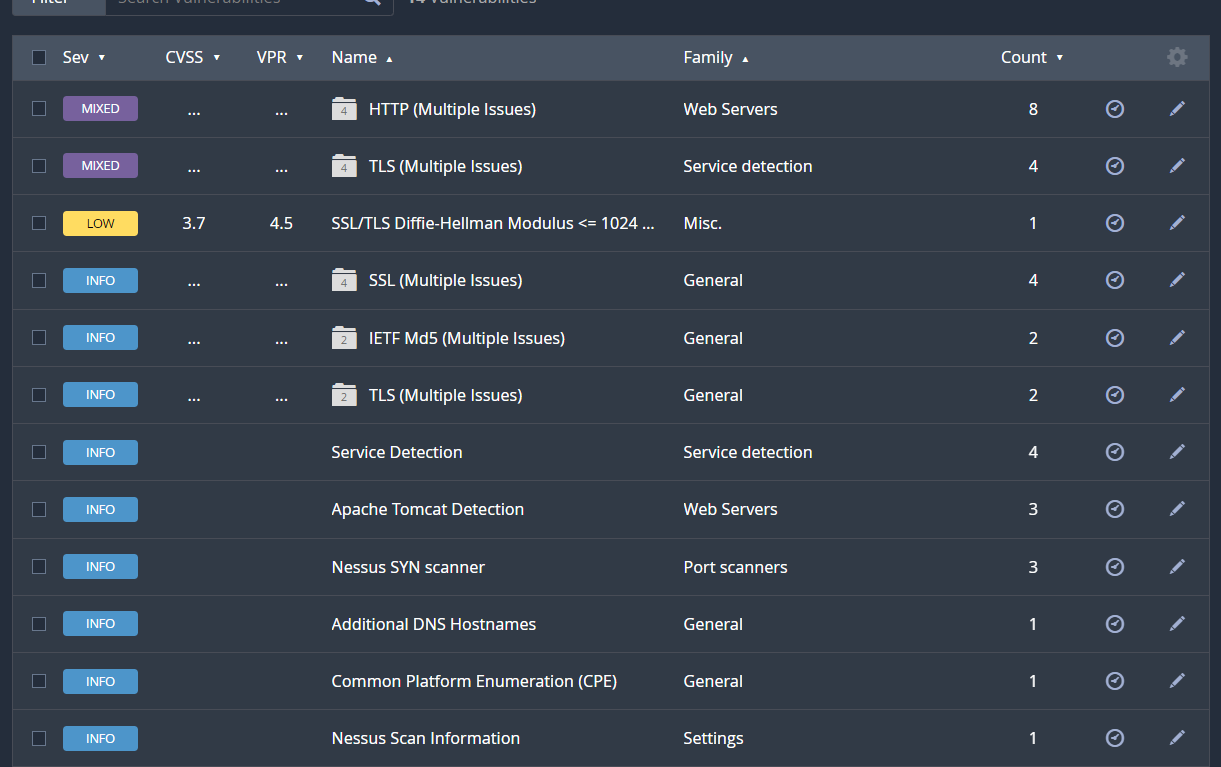 Filter Search Vulnerabilities 14 Vulnerabilities
Sev ▼ CVSS ▼ VPR ▼ Name ▲ Family ▲ Count ▼
MIXED ... ... 4 HTTP (Multiple Issues) Web Servers 8
MIXED ... ... 4 TLS (Multiple Issues) Service detection 4
LOW 3.7 4.5 SSL/TLS Diffie-Hellman Modulus <= 1024 ... Misc. 1
INFO ... ... 4 SSL (Multiple Issues) General 4
INFO ... ... 2 IETF Md5 (Multiple Issues) General 2
INFO ... ... 2 TLS (Multiple Issues) General 2
INFO Service Detection Service detection 4
INFO Apache Tomcat Detection Web Servers 3
INFO Nessus SYN scanner Port scanners 3
INFO Additional DNS Hostnames General 1
INFO Common Platform Enumeration (CPE) General 1
INFO Nessus Scan Information Settings 1